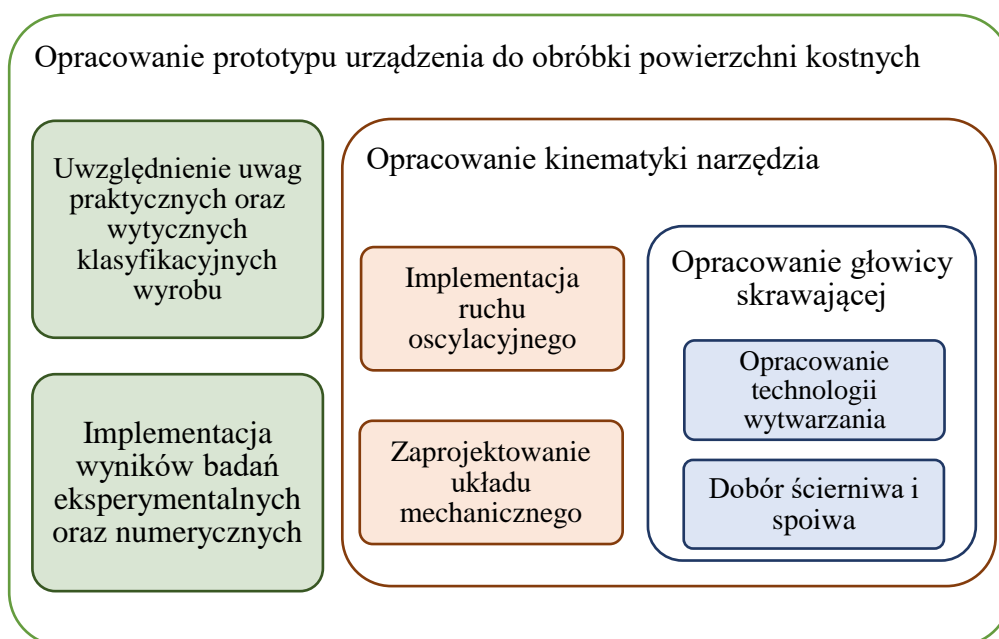 Opracowanie prototypu urządzenia do obróbki powierzchni kostnych
Uwzględnienie uwag
praktycznych oraz
wytycznych
klasyfikacyjnych
wyrobu
Implementacja
wyników badań
eksperymentalnych
oraz numerycznych
Opracowanie kinematyki narzędzia
Implementacja
ruchu
oscylacyjnego
Zaprojektowanie
układu
mechanicznego
Opracowanie głowicy
skrawającej
Opracowanie
technologii
wytwarzania
Dobór ścierniwa i
spoiwa